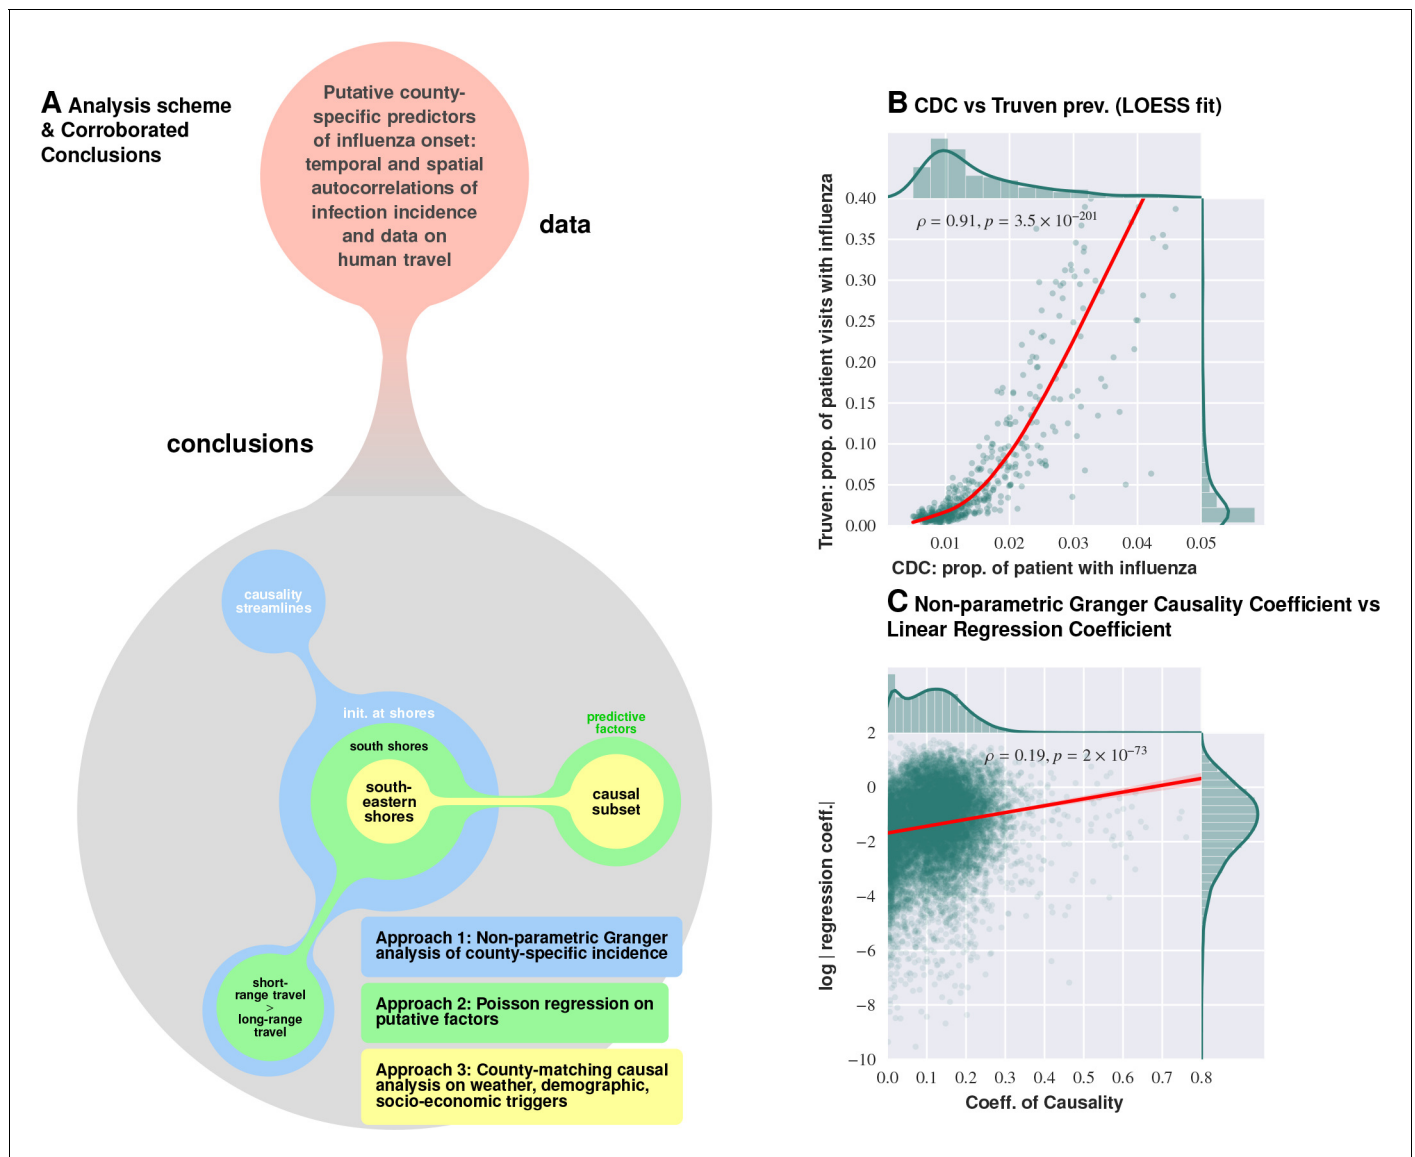 A Analysis scheme
& Corroborated
Conclusions
Putative county-
specific predictors
of influenza onset:
temporal and spatial
autocorrelations of
infection incidence
and data on
human travel
data
conclusions
causality
streamlines
init. at shores
south shores
south-
eastern
shores
predictive
factors
causal
subset
short-
range travel
>
long-range
travel
Approach 1: Non-parametric Granger
analysis of county-specific incidence
Approach 2: Poisson regression on
putative factors
Approach 3: County-matching causal
analysis on weather, demographic,
socio-economic triggers
B CDC vs Truven prev. (LOESS fit)
ρ = 0.91, p = 3.5 × 10⁻²⁰¹
Truven: prop. of patient visits with influenza
0.40
0.35
0.30
0.25
0.20
0.15
0.10
0.05
0.00
0.01 0.02 0.03 0.04 0.05
CDC: prop. of patient with influenza
C Non-parametric Granger Causality Coefficient vs
Linear Regression Coefficient
ρ = 0.19, p = 2 × 10⁻⁷³
log | regression coeff.|
2
0
−2
−4
−6
−8
−10
0.0 0.1 0.2 0.3 0.4 0.5 0.6 0.7 0.8
Coeff. of Causality